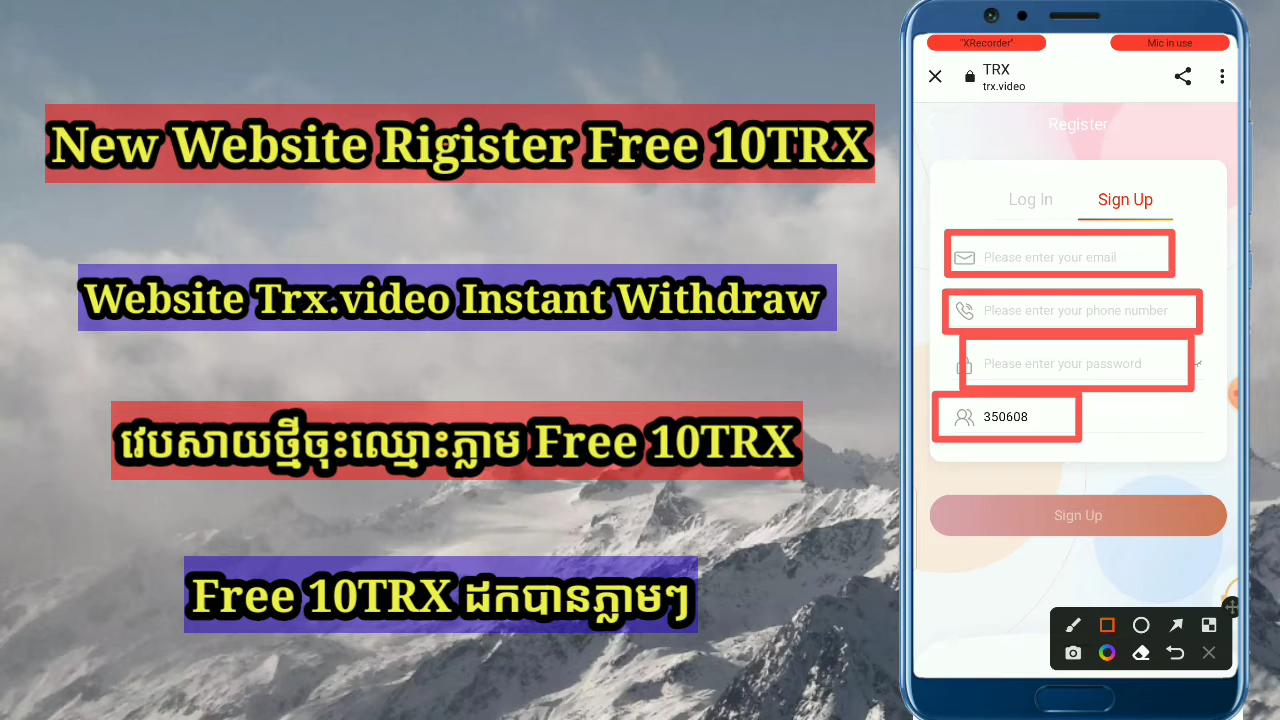 New Website Rigister Free 10TRX
Website Trx.video Instant Withdraw
វេបសាយថ្មីចុះឈ្មោះភ្លាម Free 10TRX
Free 10TRX ដកបានភ្លាមៗ
"XRecorder"
Mic in use
TRX
trx.video
Register
Log In
Sign Up
Please enter your email
Please enter your phone number
Please enter your password
350608
Sign Up